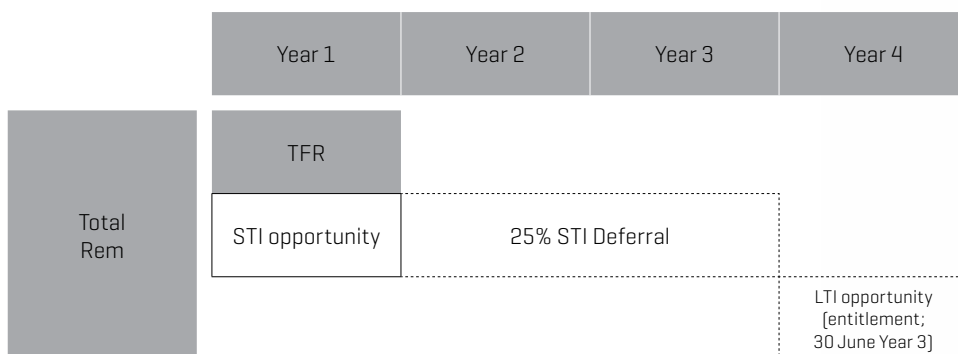 Year 1 Year 2 Year 3 Year 4
TFR
Total
Rem
STI opportunity 25% STI Deferral
LTI opportunity
(entitlement;
30 June Year 3)